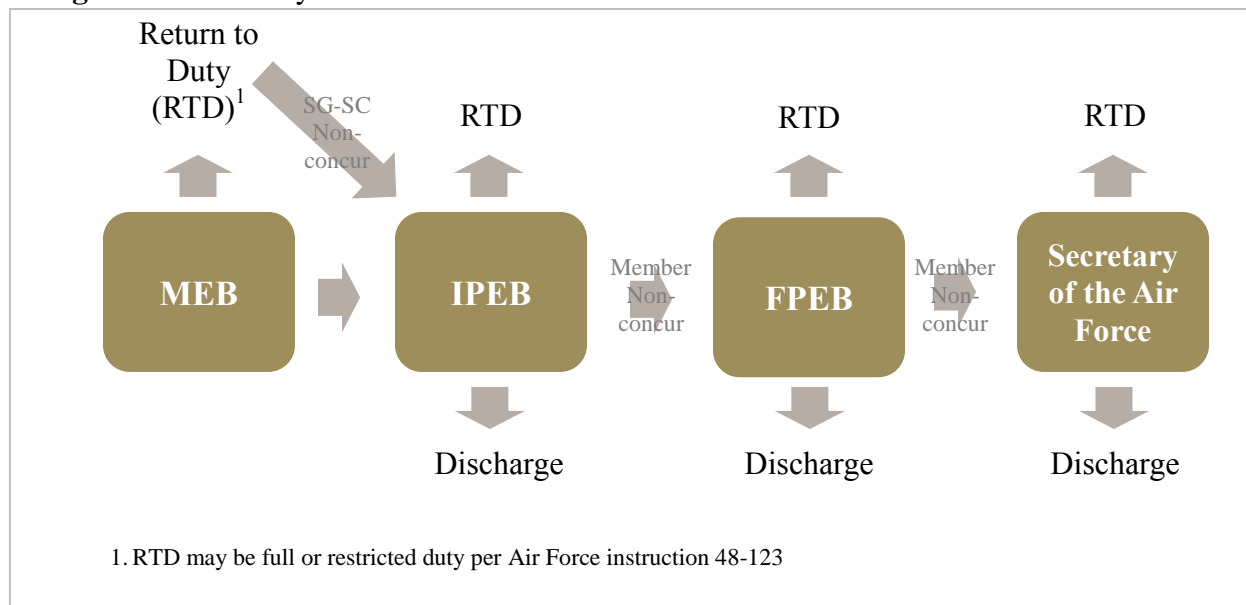 Return to
Duty
(RTD)1
SG-SC
Non-
concur
RTD
RTD
RTD
MEB
IPEB
Member
Non-
concur
FPEB
Member
Non-
concur
Secretary
of the Air
Force
Discharge
Discharge
Discharge
1. RTD may be full or restricted duty per Air Force instruction 48-123